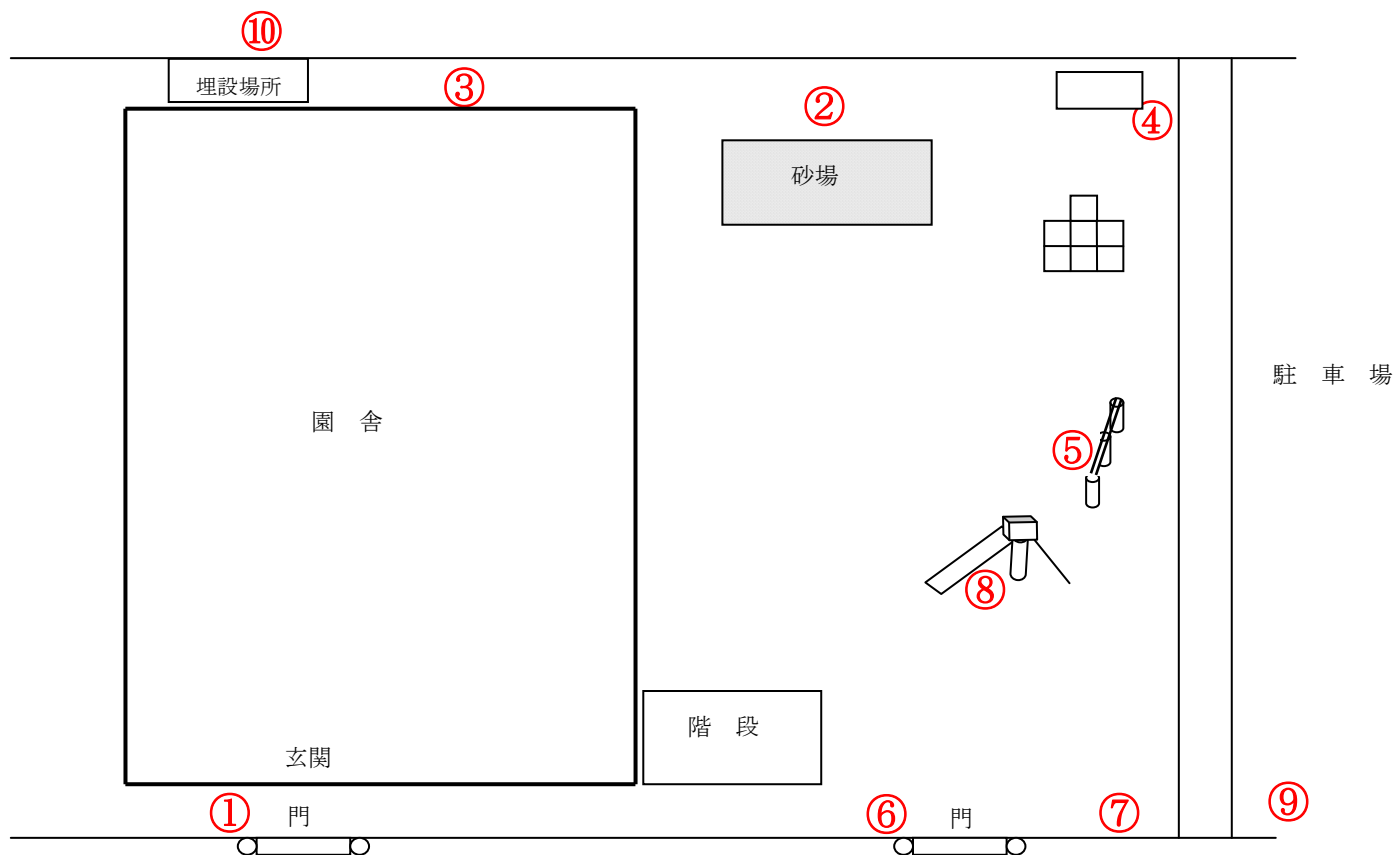 ⑩
埋設場所
③
②
④
砂場
駐 車 場
園 舎
⑤
⑧
階 段
玄関
① 門
⑥ 門 ⑦
⑨